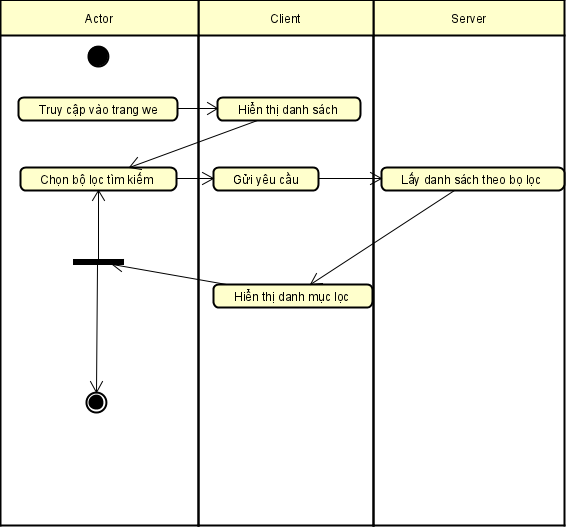 Actor
Client
Server
Truy cập vào trang we
Hiển thị danh sách
Chọn bộ lọc tìm kiếm
Gửi yêu cầu
Lấy danh sách theo bọ lọc
Hiển thị danh mục lọc